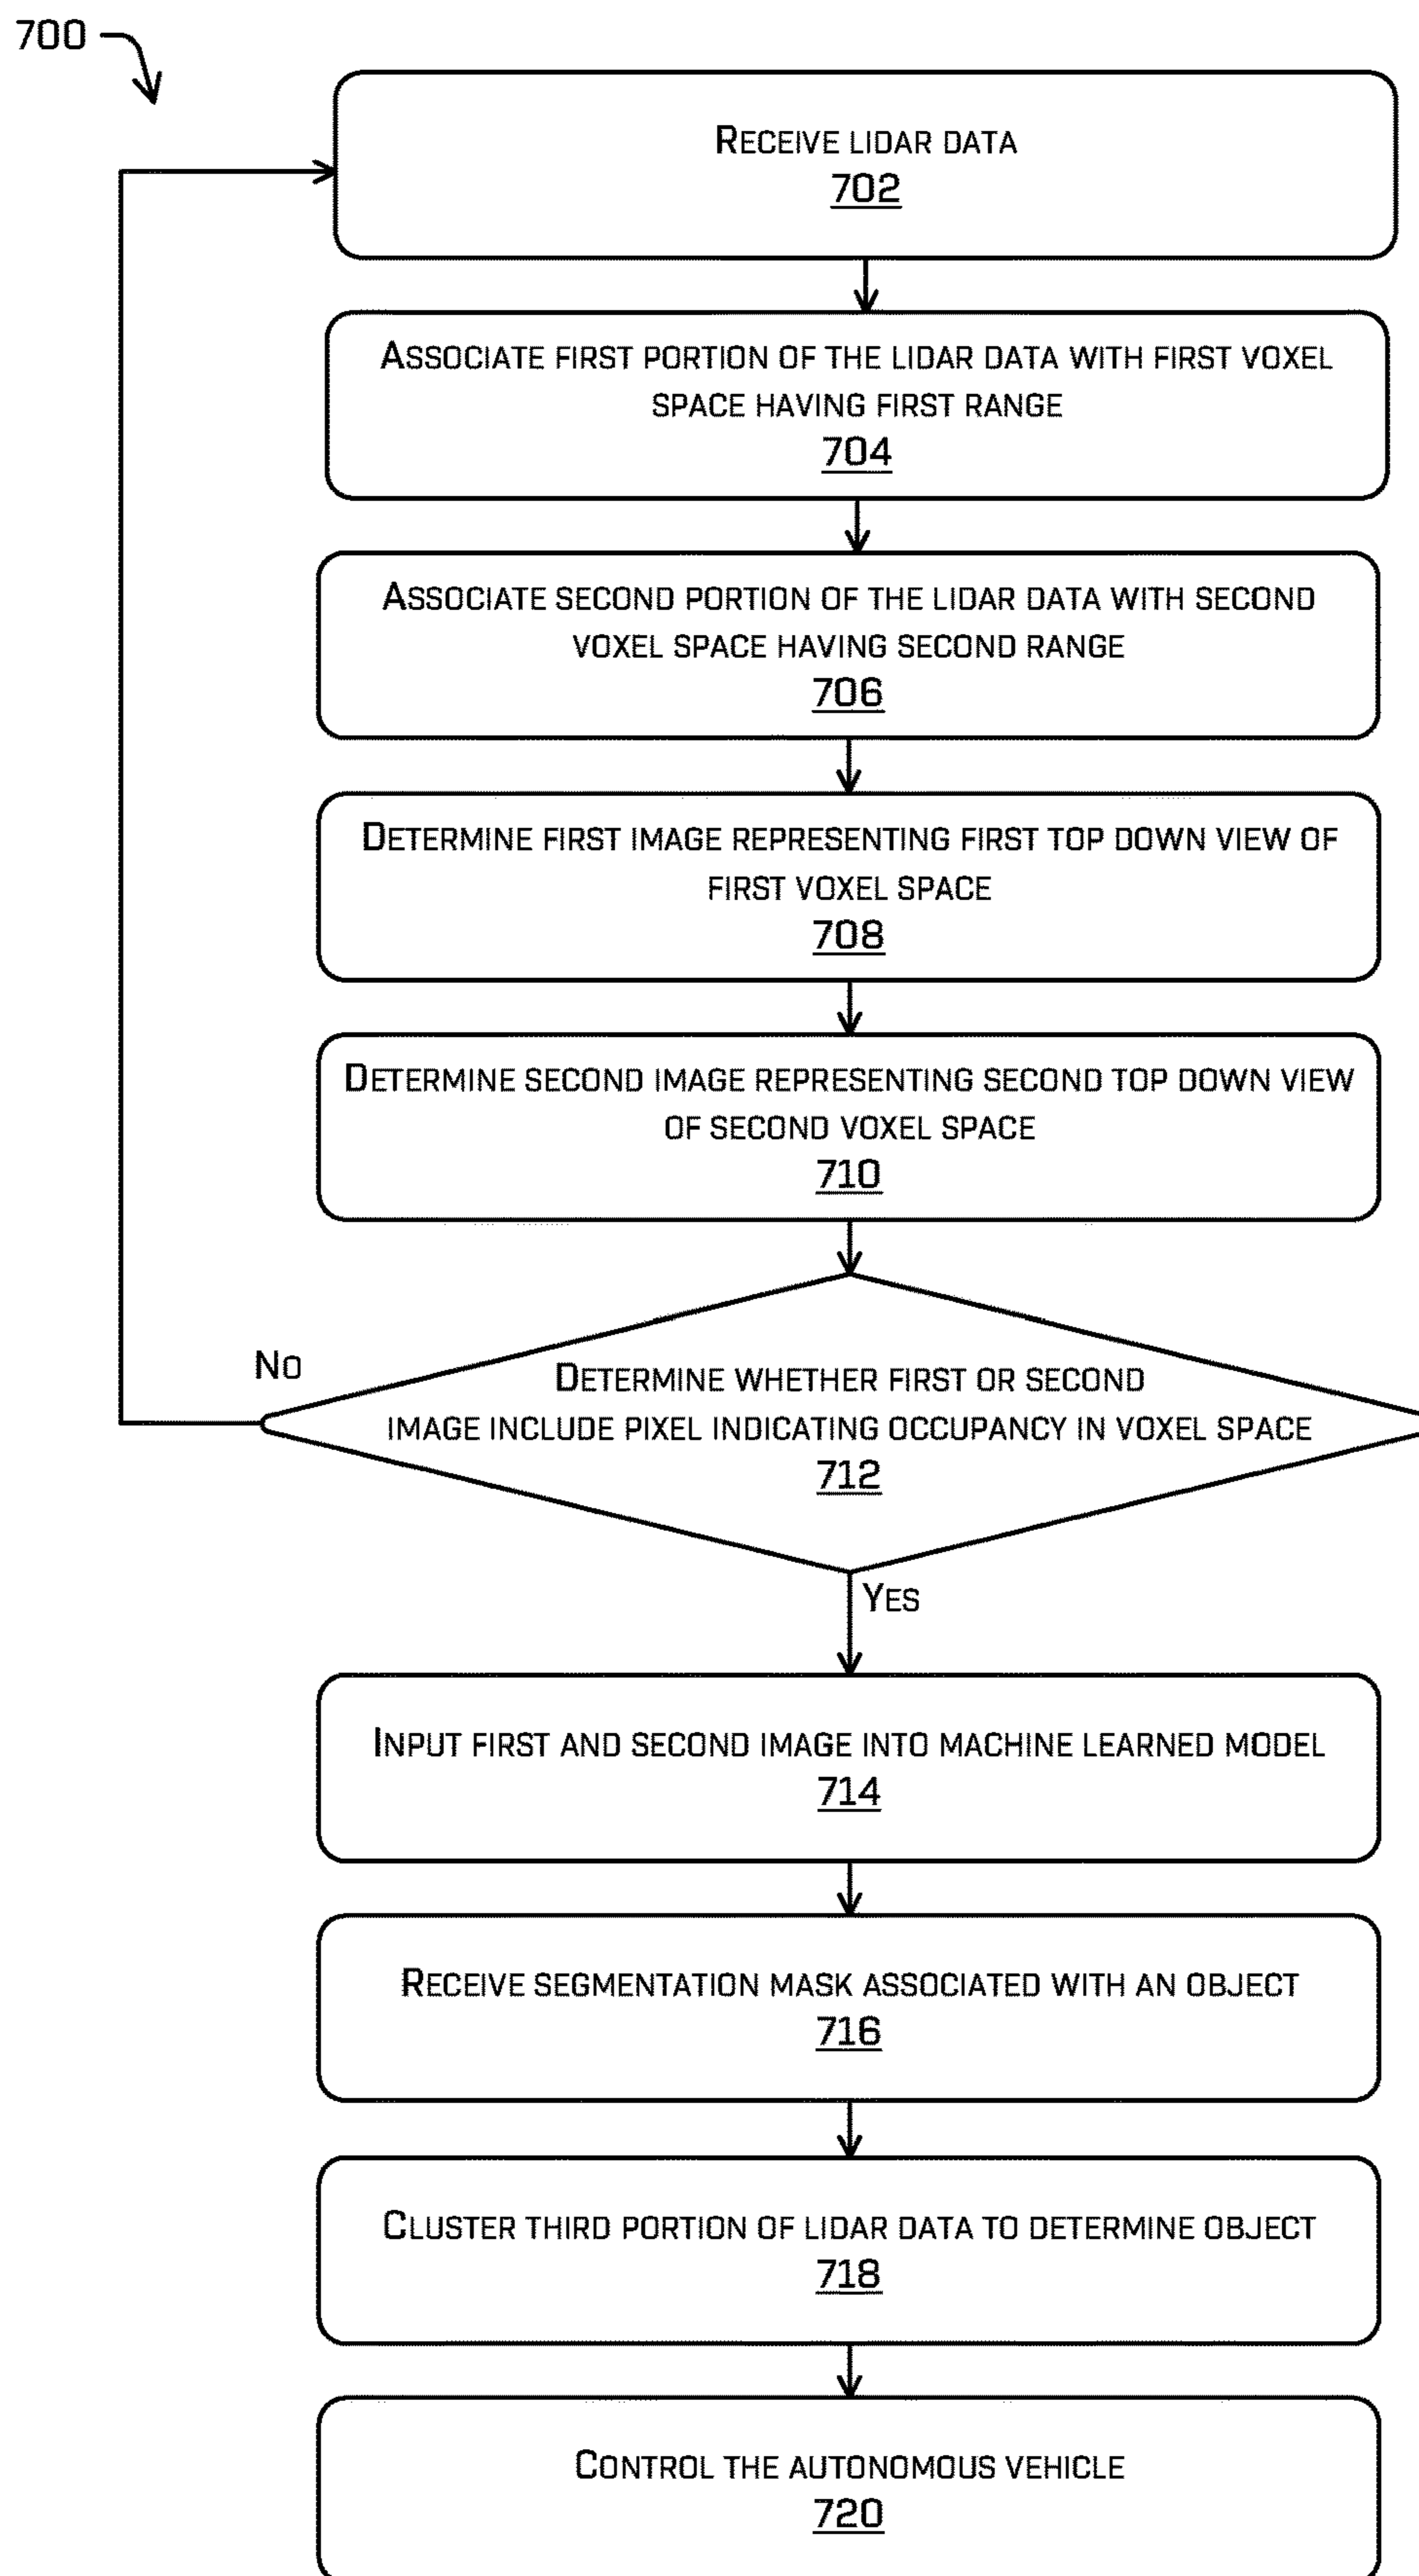 700
Receive lidar data
702
Associate first portion of the lidar data with first voxel
space having first range
704
Associate second portion of the lidar data with second
voxel space having second range
706
Determine first image representing first top down view of
first voxel space
708
Determine second image representing second top down view
of second voxel space
710
No
Determine whether first or second
image include pixel indicating occupancy in voxel space
712
Yes
Input first and second image into machine learned model
714
Receive segmentation mask associated with an object
716
Cluster third portion of lidar data to determine object
718
Control the autonomous vehicle
720